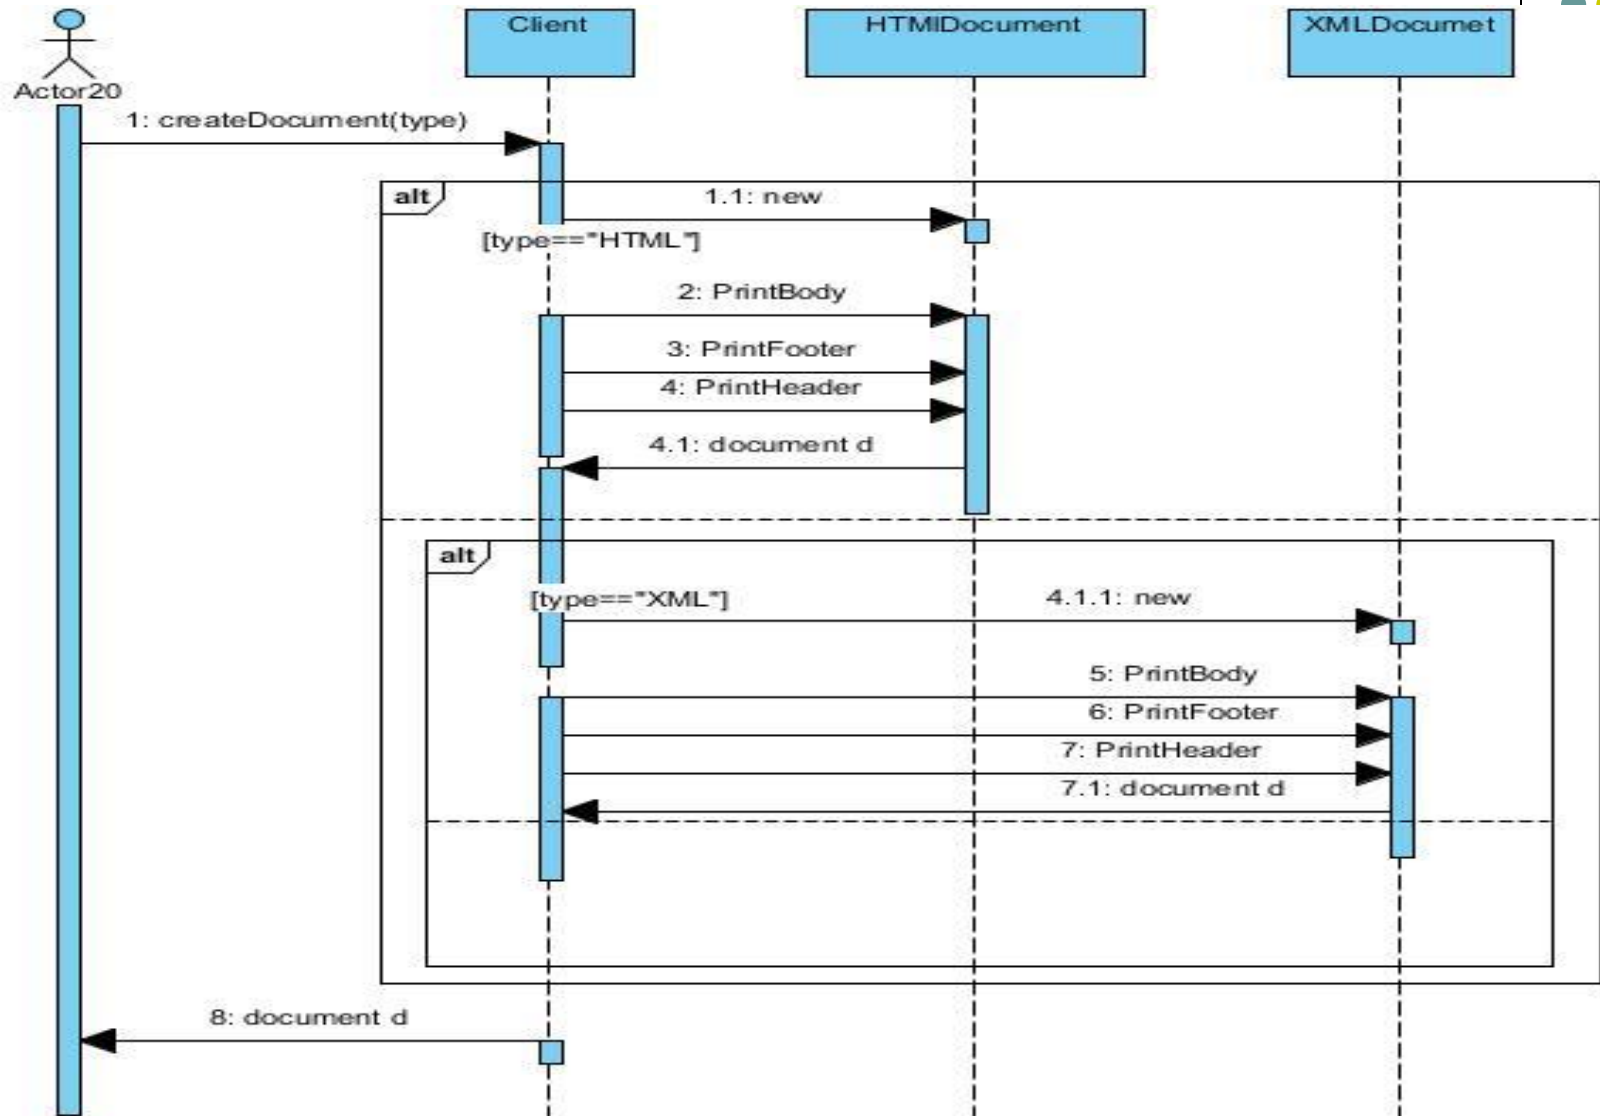 Client
HTMlDocument
XMLDocumet
Actor20
1: createDocument(type)
alt
1.1: new
[type=="HTML"]
2: PrintBody
3: PrintFooter
4: PrintHeader
4.1: document d
alt
[type=="XML"]
4.1.1: new
5: PrintBody
6: PrintFooter
7: PrintHeader
7.1: document d
8: document d